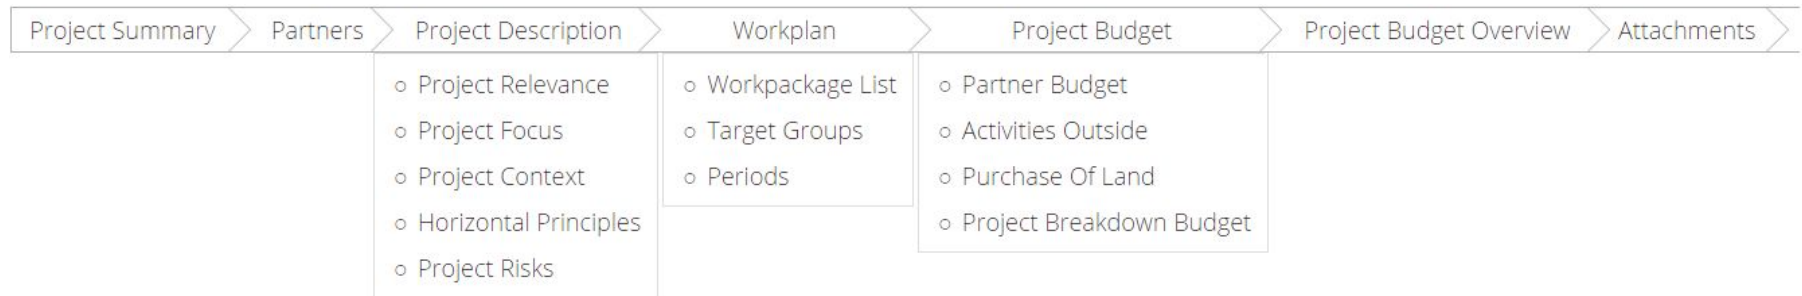 Project Summary Partners Project Description Workplan Project Budget Project Budget Overview Attachments
Project Relevance
Project Focus
Project Context
Horizontal Principles
Project Risks
Workpackage List
Target Groups
Periods
Partner Budget
Activities Outside
Purchase Of Land
Project Breakdown Budget